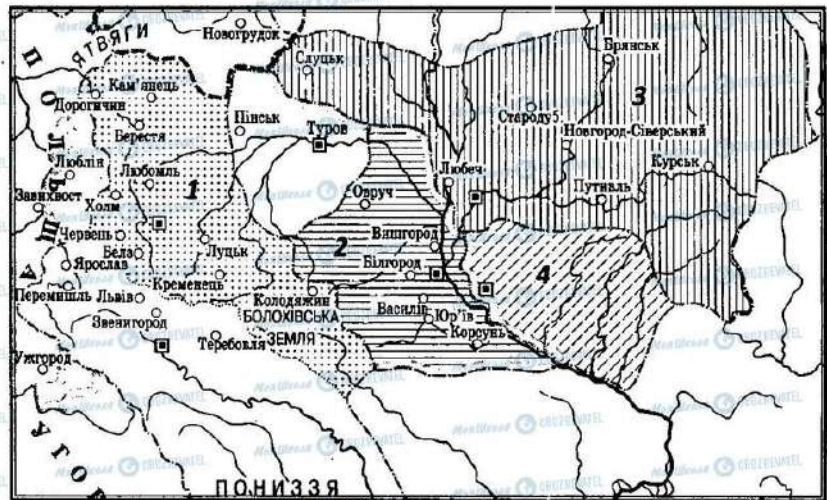 Новогрудок
ЯТВЯГИ
Слуцьк
Брянськ
3
Кам'янець
Дорогичин
Стародуб
Берестя
Пінськ
Туров
Новгород-Сіверський
Люблін
Любомль
Любеч
Курськ
ПОЛЬЩА
1
Овруч
Путивль
Завихвост
Холм
Червень
Вишгород
2
Белз
Луцьк
Ярослав
Білгород
4
Кременець
Перемишль
Львів
Колодяжин
Василів
Юр'їв
Звенигород
БОЛОХІВСЬКА
Корсунь
Теребовля
ЗЕМЛЯ
Ужгород
ПОНИЗЗЯ
OBOZREVATEL